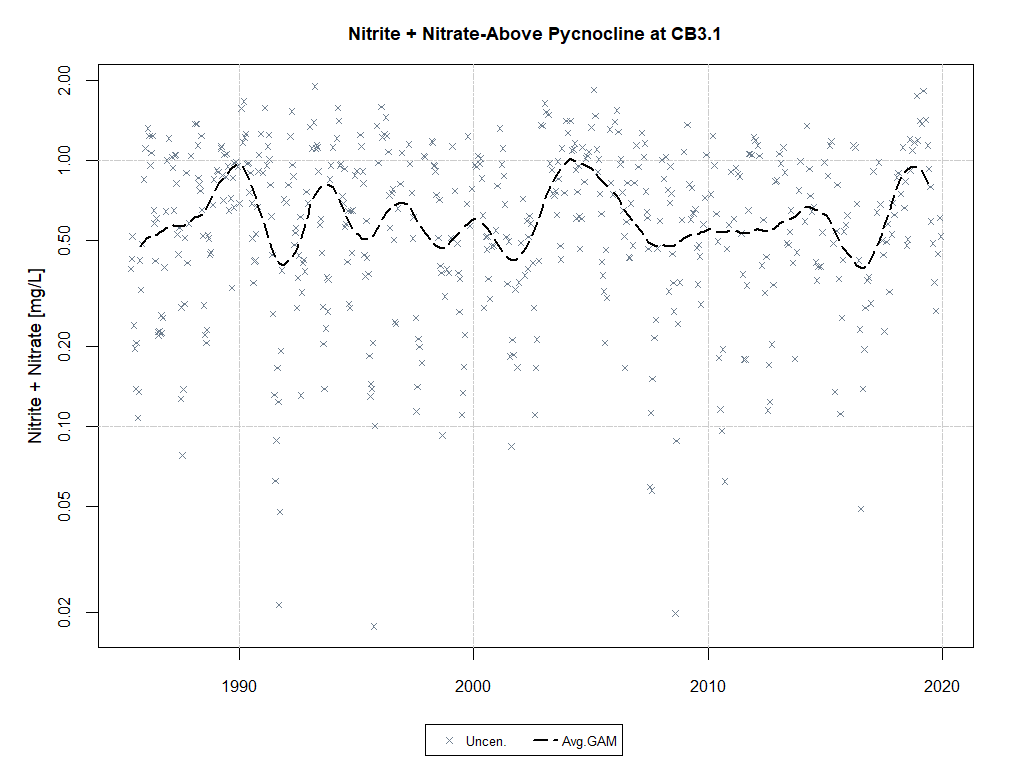 Nitrite + Nitrate-Above Pycnocline at CB3.1
Nitrite + Nitrate [mg/L]
2.00
1.00
0.50
0.20
0.10
0.05
0.02
1990 2000 2010 2020
Uncen. Avg.GAM